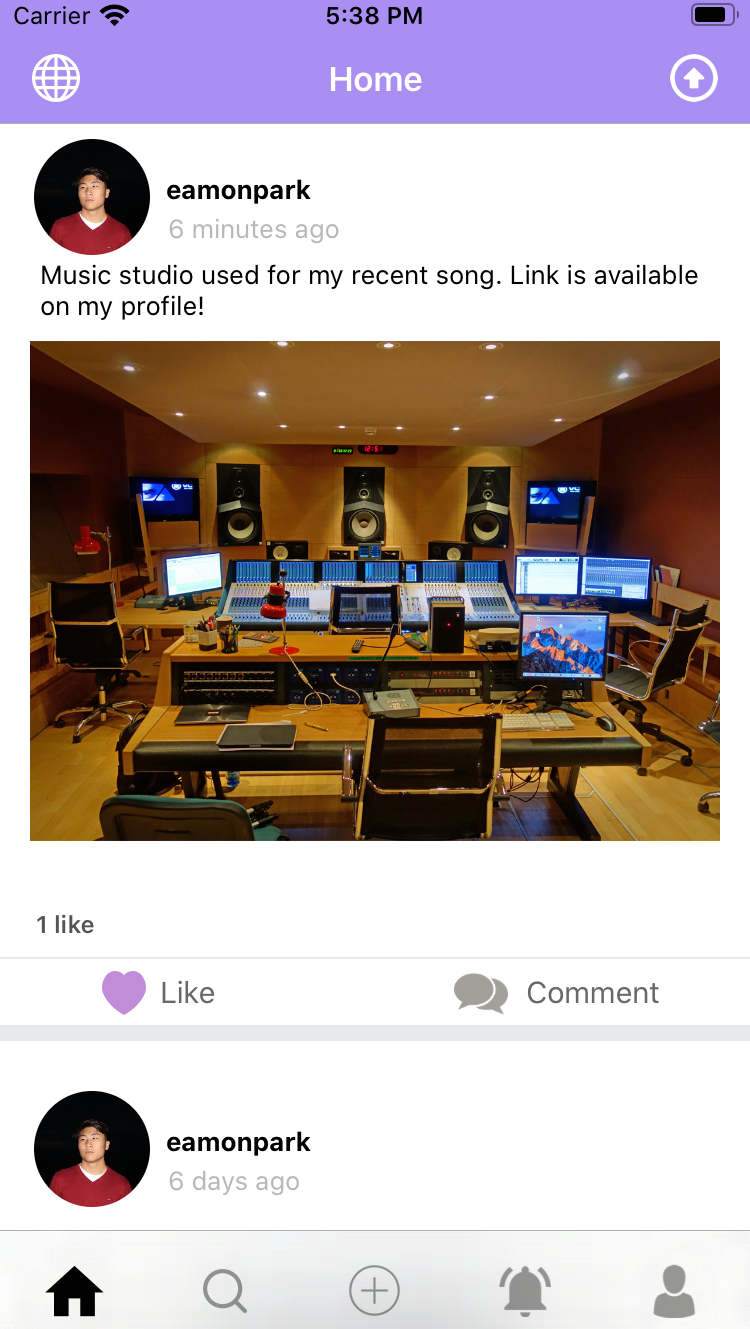 Carrier 5:38 PM
Home
eamonpark
6 minutes ago
Music studio used for my recent song. Link is available
on my profile!
1 like
Like Comment
eamonpark
6 days ago